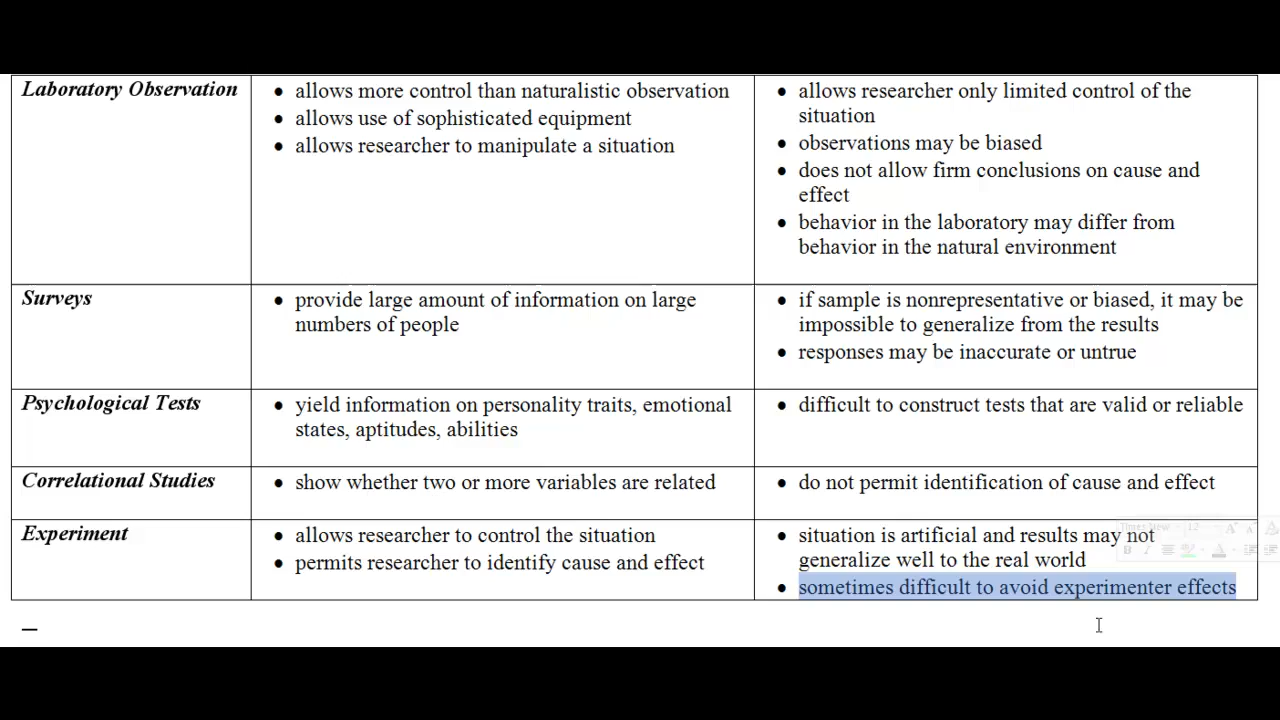 Laboratory Observation
• allows more control than naturalistic observation
• allows use of sophisticated equipment
• allows researcher to manipulate a situation
• allows researcher only limited control of the
situation
• observations may be biased
• does not allow firm conclusions on cause and
effect
• behavior in the laboratory may differ from
behavior in the natural environment
Surveys
• provide large amount of information on large
numbers of people
• if sample is nonrepresentative or biased, it may be
impossible to generalize from the results
• responses may be inaccurate or untrue
Psychological Tests
• yield information on personality traits, emotional
states, aptitudes, abilities
• difficult to construct tests that are valid or reliable
Correlational Studies
• show whether two or more variables are related
• do not permit identification of cause and effect
Experiment
• allows researcher to control the situation
• permits researcher to identify cause and effect
• situation is artificial and results may not
generalize well to the real world
• sometimes difficult to avoid experimenter effects
Times New 12